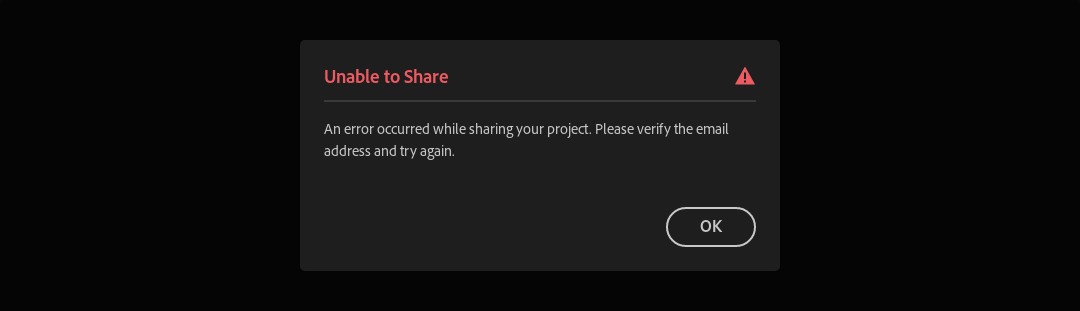 Unable to Share
An error occurred while sharing your project. Please verify the email
address and try again.
OK